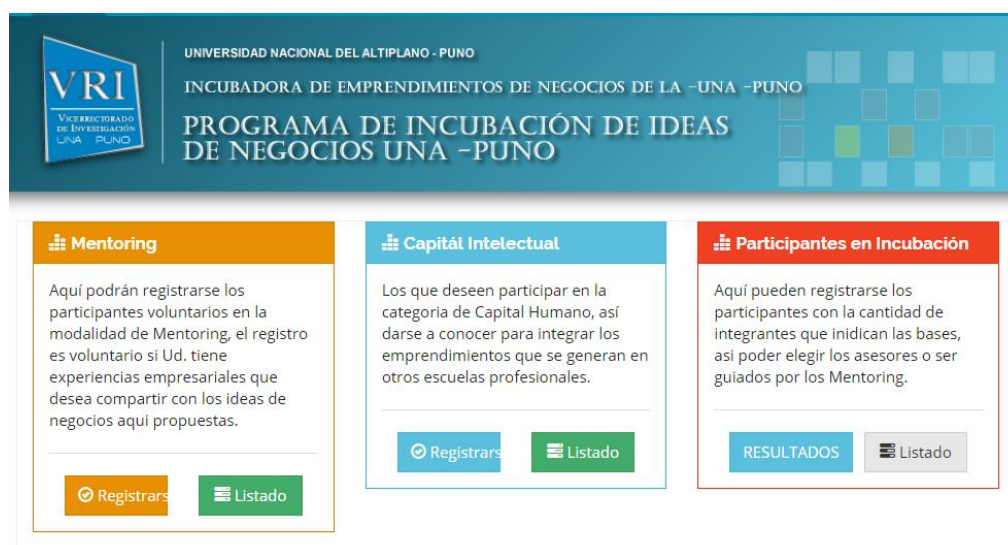 VRI
VICERRECTORADO
DE INVESTIGACIÓN
UNA PUNO
UNIVERSIDAD NACIONAL DEL ALTIPLANO - PUNO
INCUBADORA DE EMPRENDIMIENTOS DE NEGOCIOS DE LA -UNA -PUNO
PROGRAMA DE INCUBACIÓN DE IDEAS
DE NEGOCIOS UNA -PUNO
Mentoring
Aquí podrán registrarse los
participantes voluntarios en la
modalidad de Mentoring, el registro
es voluntario si Ud. tiene
experiencias empresariales que
desea compartir con los ideas de
negocios aqui propuestas.
Registrars
Listado
Capitál Intelectual
Los que deseen participar en la
categoria de Capital Humano, así
darse a conocer para integrar los
emprendimientos que se generan en
otros escuelas profesionales.
Registrars
Listado
Participantes en Incubación
Aquí pueden registrarse los
participantes con la cantidad de
integrantes que inidican las bases,
asi poder elegir los asesores o ser
guiados por los Mentoring.
RESULTADOS
Listado